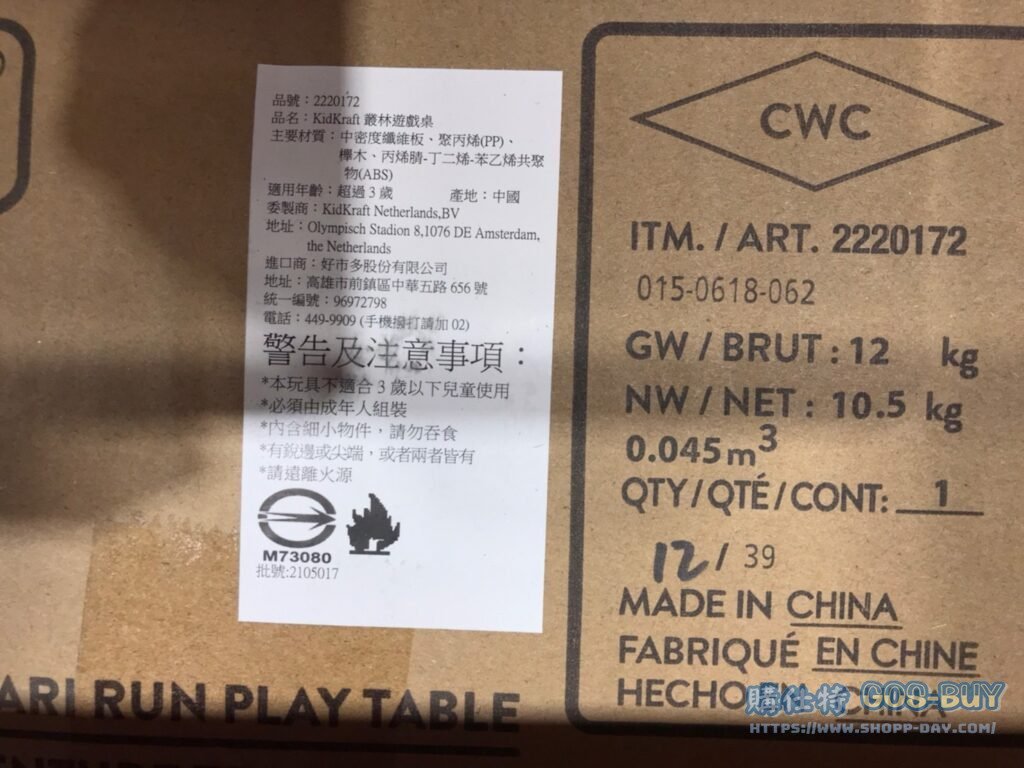 品號：2220172
品名：KidKraft 叢林遊戲桌
主要材質：中密度纖維板、聚丙烯(PP)、
櫸木、丙烯腈-丁二烯-苯乙烯共聚
物(ABS)
適用年齡：超過 3 歲 產地：中國
委製商：KidKraft Netherlands,BV
地址：Olympisch Stadion 8,1076 DE Amsterdam,
the Netherlands
進口商：好市多股份有限公司
地址：高雄市前鎮區中華五路 656 號
統一編號：96972798
電話：449-9909 (手機撥打請加 02)
警告及注意事項：
*本玩具不適合 3 歲以下兒童使用
*必須由成年人組裝
*內含細小物件，請勿吞食
*有銳邊或尖端，或者兩者皆有
*請遠離火源
M73080
批號:2105017
CWC
ITM. / ART. 2220172
015-0618-062
GW / BRUT : 12 kg
NW / NET : 10.5 kg
0.045 m³
QTY / QTÉ / CONT: 1
12 / 39
MADE IN CHINA
FABRIQUÉ EN CHINE
HECHO EN CHINA
ARI RUN PLAY TABLE
購仕特 GOS-BUY
HTTPS://WWW.SHOPP-DAY.COM/